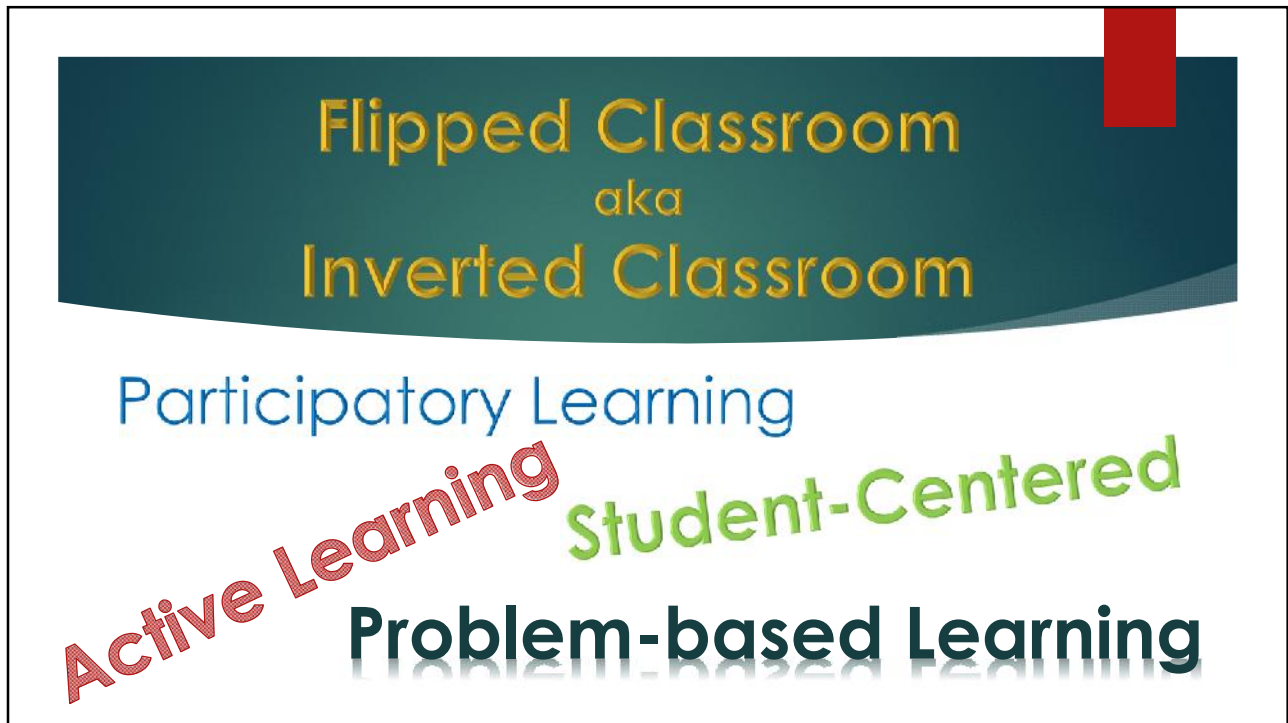 Flipped Classroom
aka
Inverted Classroom
Participatory Learning
Active Learning
Student-Centered
Problem-based Learning